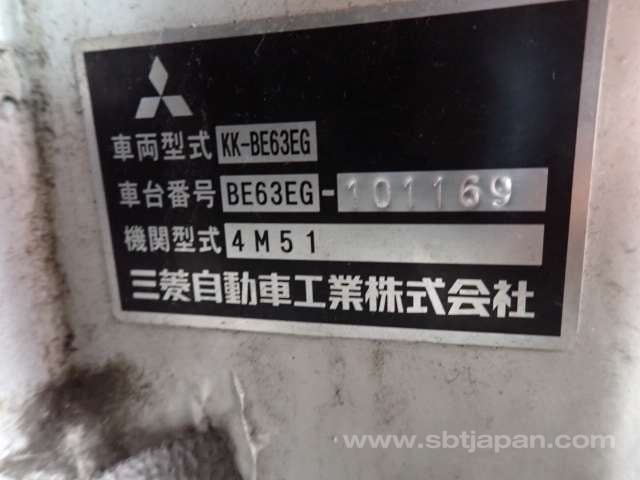 車両型式 KK-BE63EG
車台番号 BE63EG-101169
機関型式 4M51
三菱自動車工業株式会社
www.sbtjapan.com